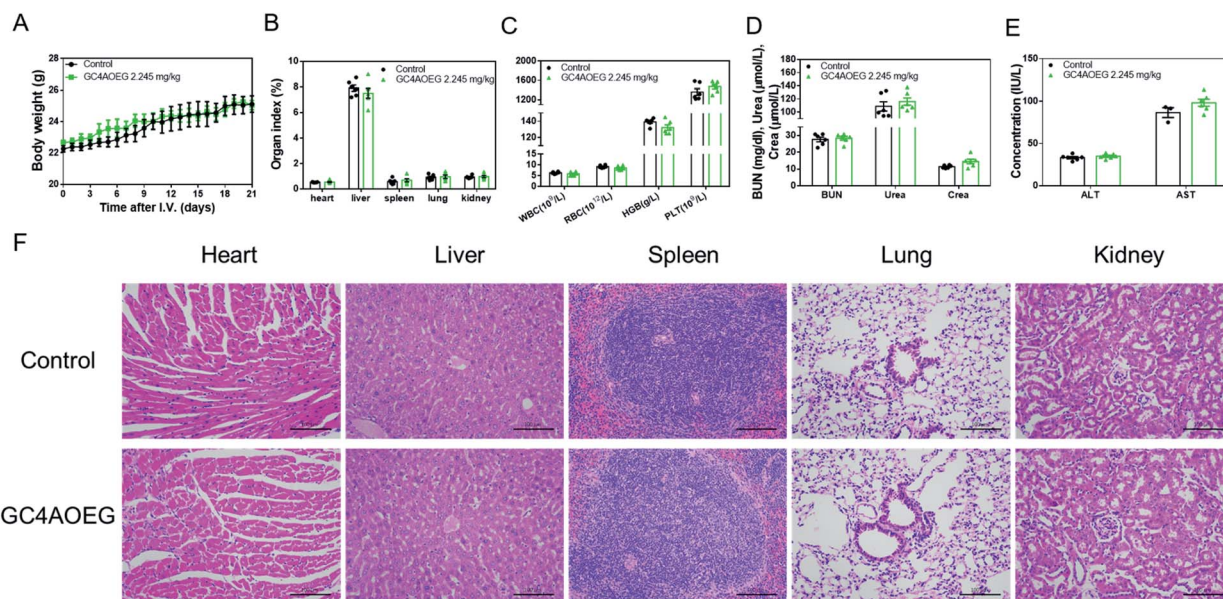 A
Body weight (g)
28
26
24
22
20
Control
GC4AOEG 2.245 mg/kg
0 3 6 9 12 15 18 21
Time after I.V. (days)
B
Organ index (%)
10
8
6
4
2
0
Control
GC4AOEG 2.245 mg/kg
heart liver spleen lung kidney
C
2000
1600
1200
140
100
10
5
0
Control
GC4AOEG 2.245 mg/kg
WBC(10⁹/L) RBC(10¹²/L) HGB(g/L) PLT(10⁹/L)
D
BUN (mg/dl), Urea (μmol/L),
Crea (μmol/L)
160
140
120
100
80
30
20
10
0
Control
GC4AOEG 2.245 mg/kg
BUN Urea Crea
E
Concentration (IU/L)
150
100
50
0
Control
GC4AOEG 2.245 mg/kg
ALT AST
F
Heart Liver Spleen Lung Kidney
Control
GC4AOEG